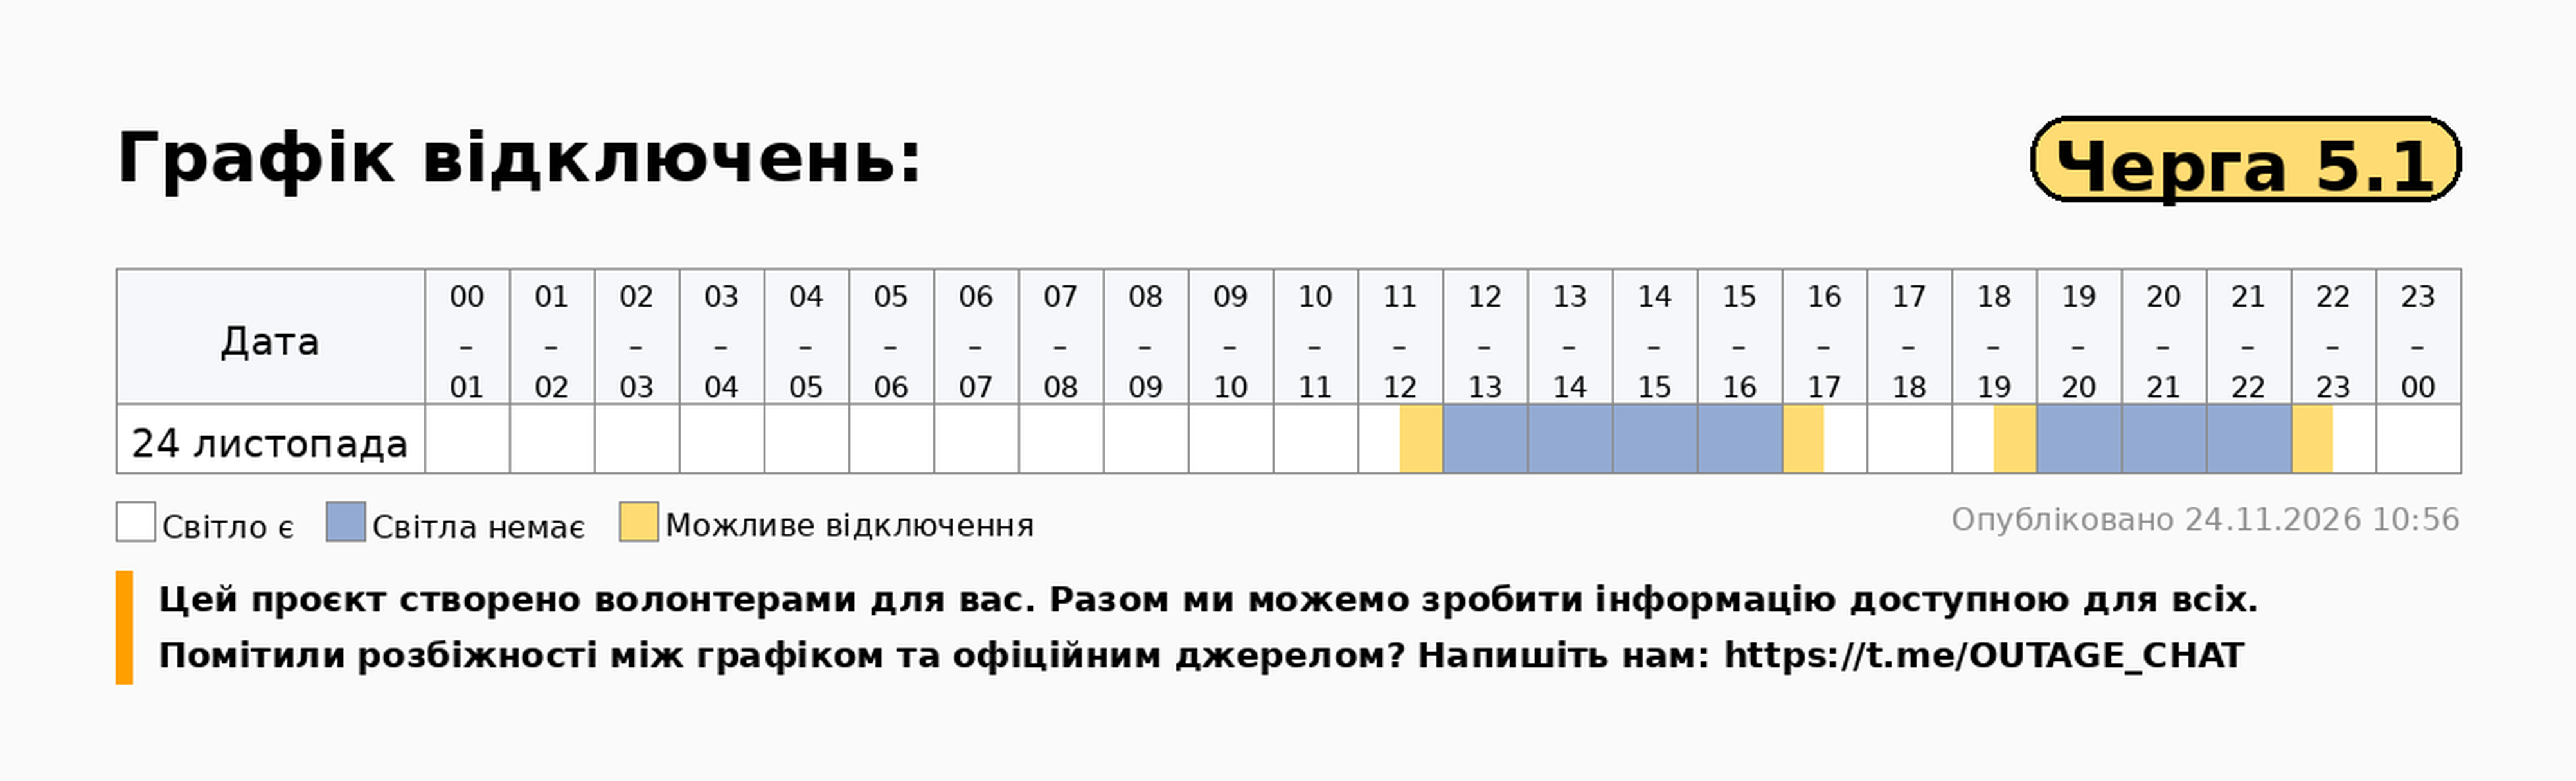 Графік відключень:
Черга 5.1
Дата 00 – 01 01 – 02 02 – 03 03 – 04 04 – 05 05 – 06 06 – 07 07 – 08 08 – 09 09 – 10 10 – 11 11 – 12 12 – 13 13 – 14 14 – 15 15 – 16 16 – 17 17 – 18 18 – 19 19 – 20 20 – 21 21 – 22 22 – 23 23 – 00
24 листопада
Світло є Світла немає Можливе відключення
Опубліковано 24.11.2026 10:56
Цей проєкт створено волонтерами для вас. Разом ми можемо зробити інформацію доступною для всіх.
Помітили розбіжності між графіком та офіційним джерелом? Напишіть нам: https://t.me/OUTAGE_CHAT